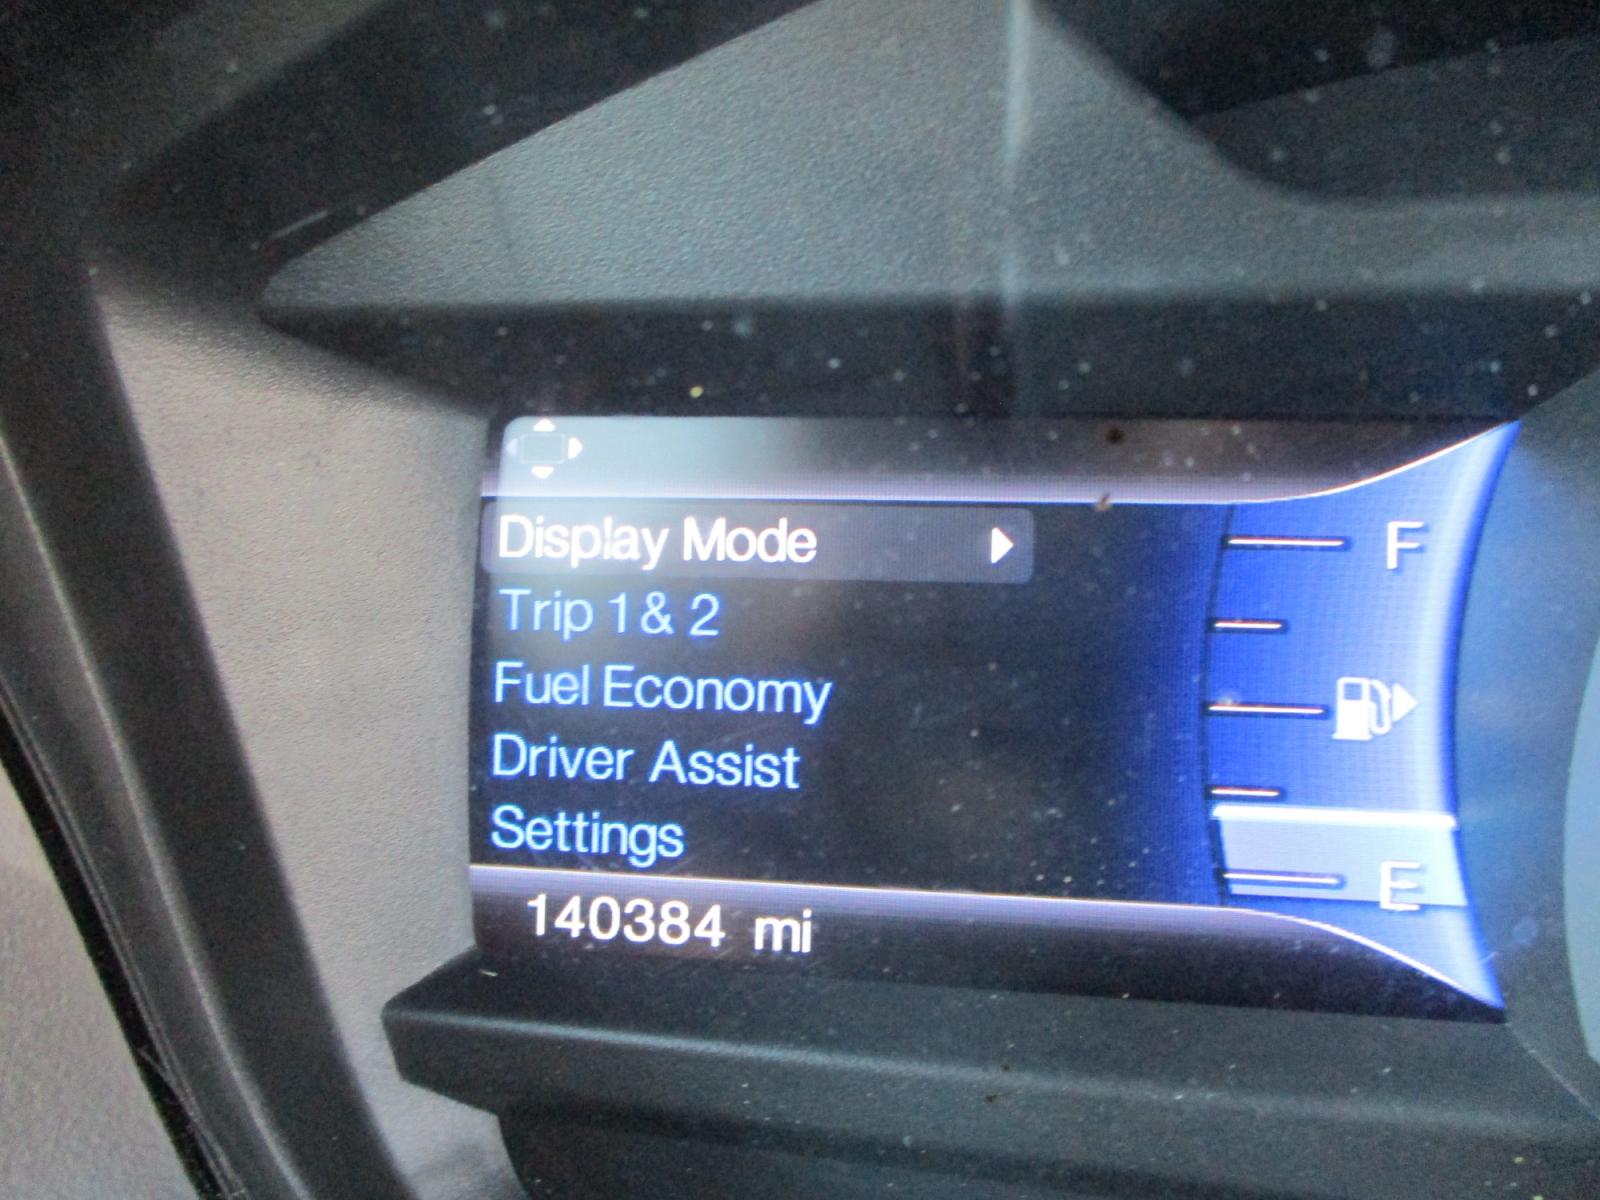 Display Mode
Trip 1 & 2
Fuel Economy
Driver Assist
Settings
140384 mi
F
E